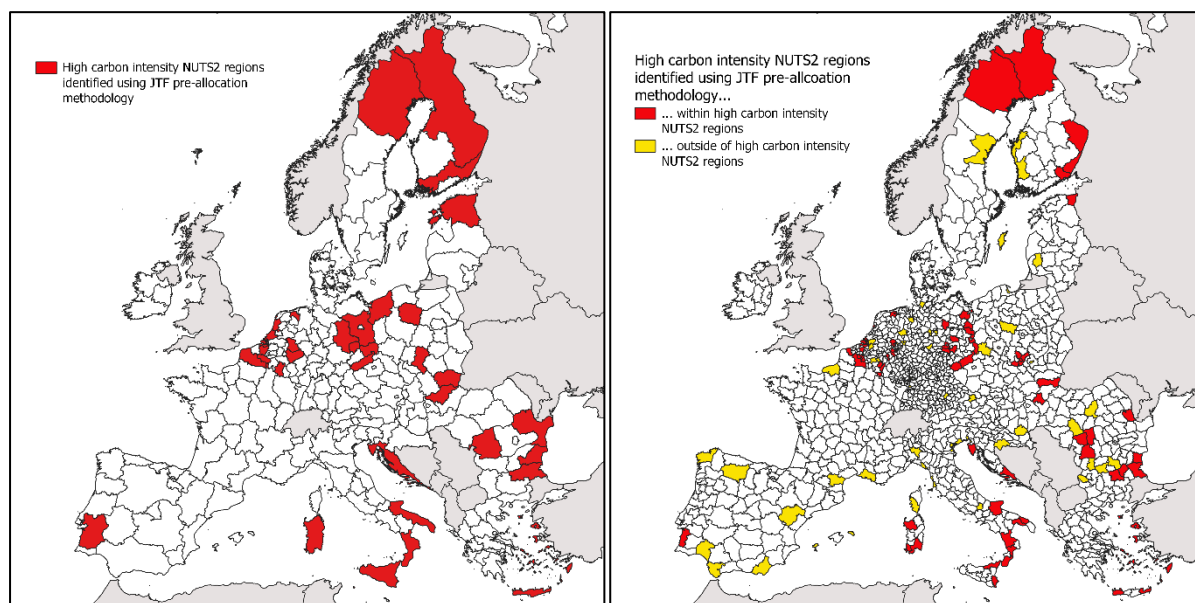 High carbon intensity NUTS2 regions
identified using JTF pre-allocation
methodology
High carbon intensity NUTS2 regions
identified using JTF pre-allcoation
methodology...
... within high carbon intensity
NUTS2 regions
... outside of high carbon intensity
NUTS2 regions